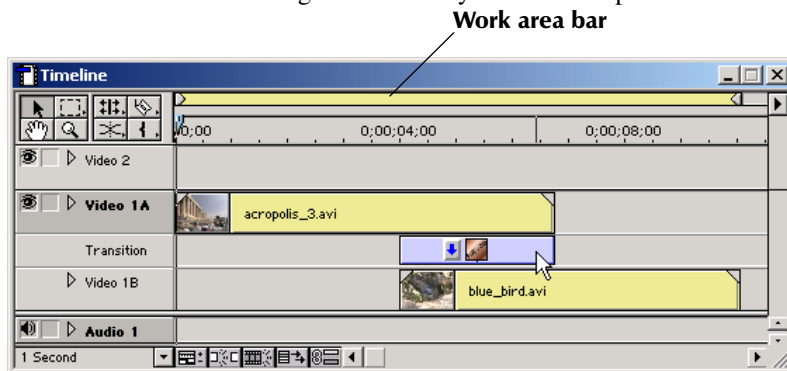 Work area bar
Timeline
0;00 0;00;04;00 0;00;08;00
Video 2
Video 1A
acropolis_3.avi
Transition
Video 1B
blue_bird.avi
Audio 1
1 Second